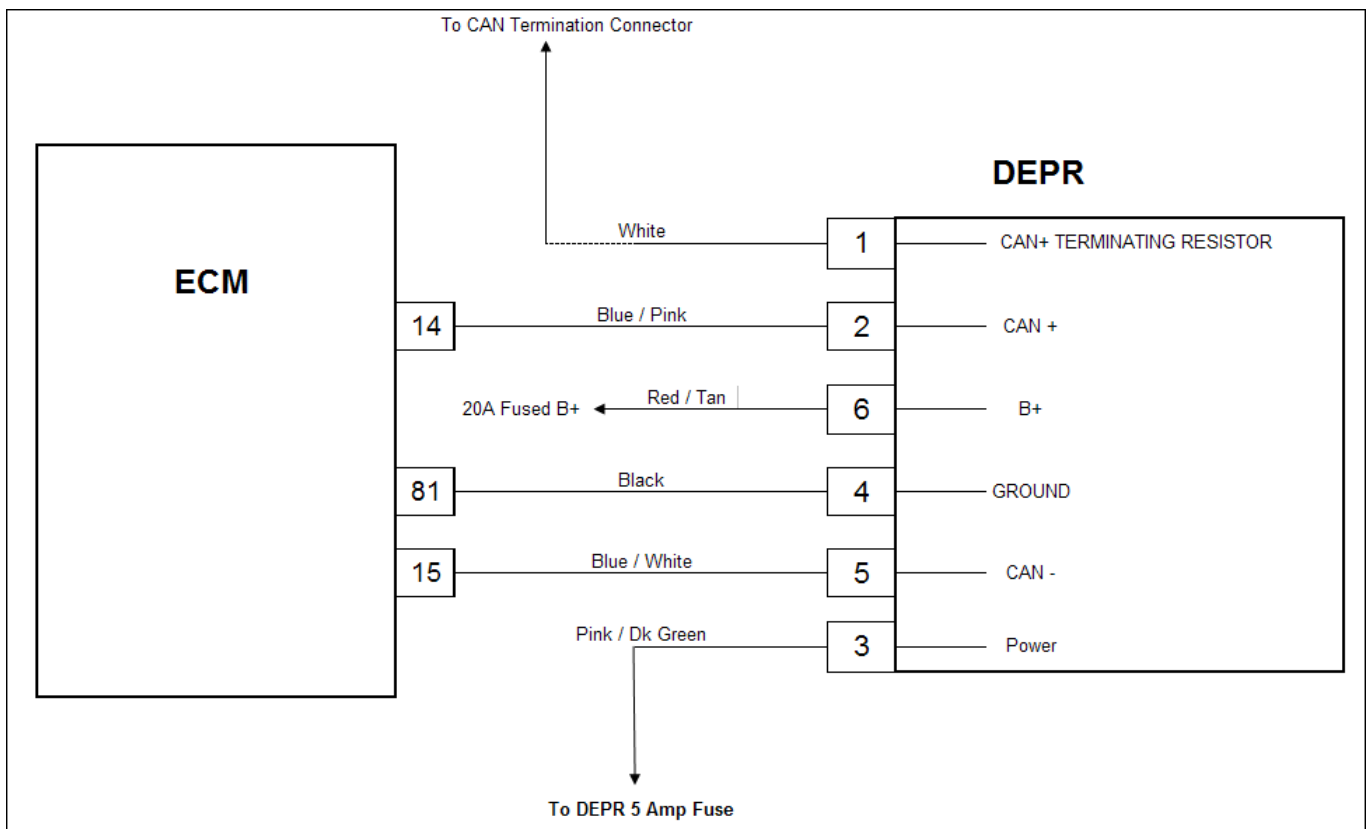 To CAN Termination Connector
DEPR
White
1
CAN+ TERMINATING RESISTOR
ECM
14
Blue / Pink
2
CAN +
20A Fused B+
Red / Tan
6
B+
81
Black
4
GROUND
15
Blue / White
5
CAN -
Pink / Dk Green
3
Power
To DEPR 5 Amp Fuse